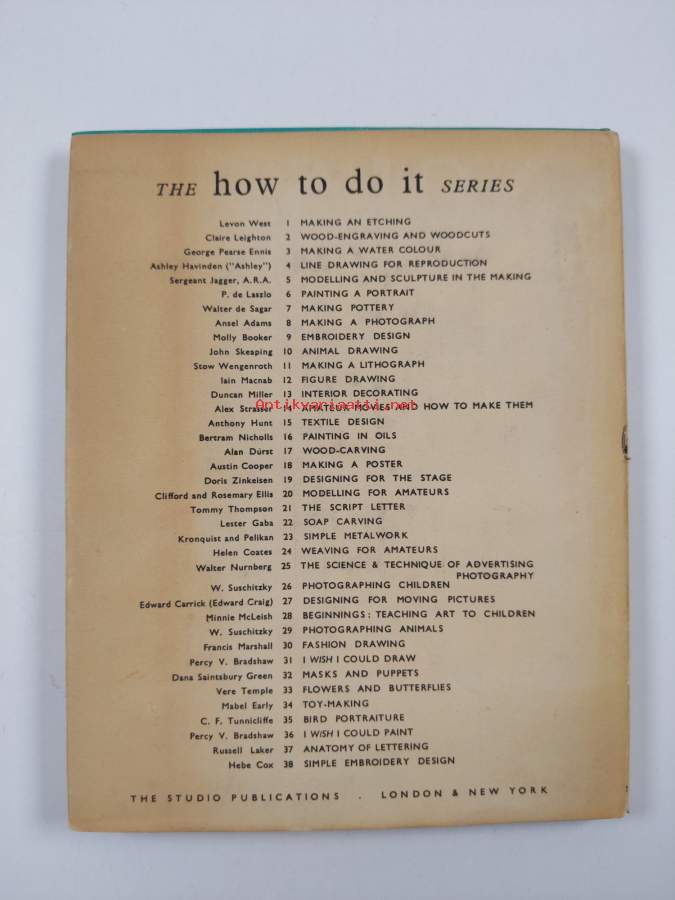 THE how to do it SERIES
Levon West 1 MAKING AN ETCHING
Claire Leighton 2 WOOD-ENGRAVING AND WOODCUTS
George Pearse Ennis 3 MAKING A WATER COLOUR
Ashley Havinden ("Ashley") 4 LINE DRAWING FOR REPRODUCTION
Sergeant Jagger, A.R.A. 5 MODELLING AND SCULPTURE IN THE MAKING
P. de Laszlo 6 PAINTING A PORTRAIT
Walter de Sagar 7 MAKING POTTERY
Ansel Adams 8 MAKING A PHOTOGRAPH
Molly Booker 9 EMBROIDERY DESIGN
John Skeaping 10 ANIMAL DRAWING
Stow Wengenroth 11 MAKING A LITHOGRAPH
Iain Macnab 12 FIGURE DRAWING
Duncan Miller 13 INTERIOR DECORATING
Antikvariaatti.net
Alex Strasser 14 AMATEUR MOVIES AND HOW TO MAKE THEM
Anthony Hunt 15 TEXTILE DESIGN
Bertram Nicholls 16 PAINTING IN OILS
Alan Durst 17 WOOD-CARVING
Austin Cooper 18 MAKING A POSTER
Doris Zinkeisen 19 DESIGNING FOR THE STAGE
Clifford and Rosemary Ellis 20 MODELLING FOR AMATEURS
Tommy Thompson 21 THE SCRIPT LETTER
Lester Gaba 22 SOAP CARVING
Kronquist and Pelikan 23 SIMPLE METALWORK
Helen Coates 24 WEAVING FOR AMATEURS
Walter Nurnberg 25 THE SCIENCE & TECHNIQUE OF ADVERTISING
PHOTOGRAPHY
W. Suschitzky 26 PHOTOGRAPHING CHILDREN
Edward Carrick (Edward Craig) 27 DESIGNING FOR MOVING PICTURES
Minnie McLeish 28 BEGINNINGS: TEACHING ART TO CHILDREN
W. Suschitzky 29 PHOTOGRAPHING ANIMALS
Francis Marshall 30 FASHION DRAWING
Percy V. Bradshaw 31 I WISH I COULD DRAW
Dana Saintsbury Green 32 MASKS AND PUPPETS
Vere Temple 33 FLOWERS AND BUTTERFLIES
Mabel Early 34 TOY-MAKING
C. F. Tunnicliffe 35 BIRD PORTRAITURE
Percy V. Bradshaw 36 I WISH I COULD PAINT
Russell Laker 37 ANATOMY OF LETTERING
Hebe Cox 38 SIMPLE EMBROIDERY DESIGN
THE STUDIO PUBLICATIONS . LONDON & NEW YORK